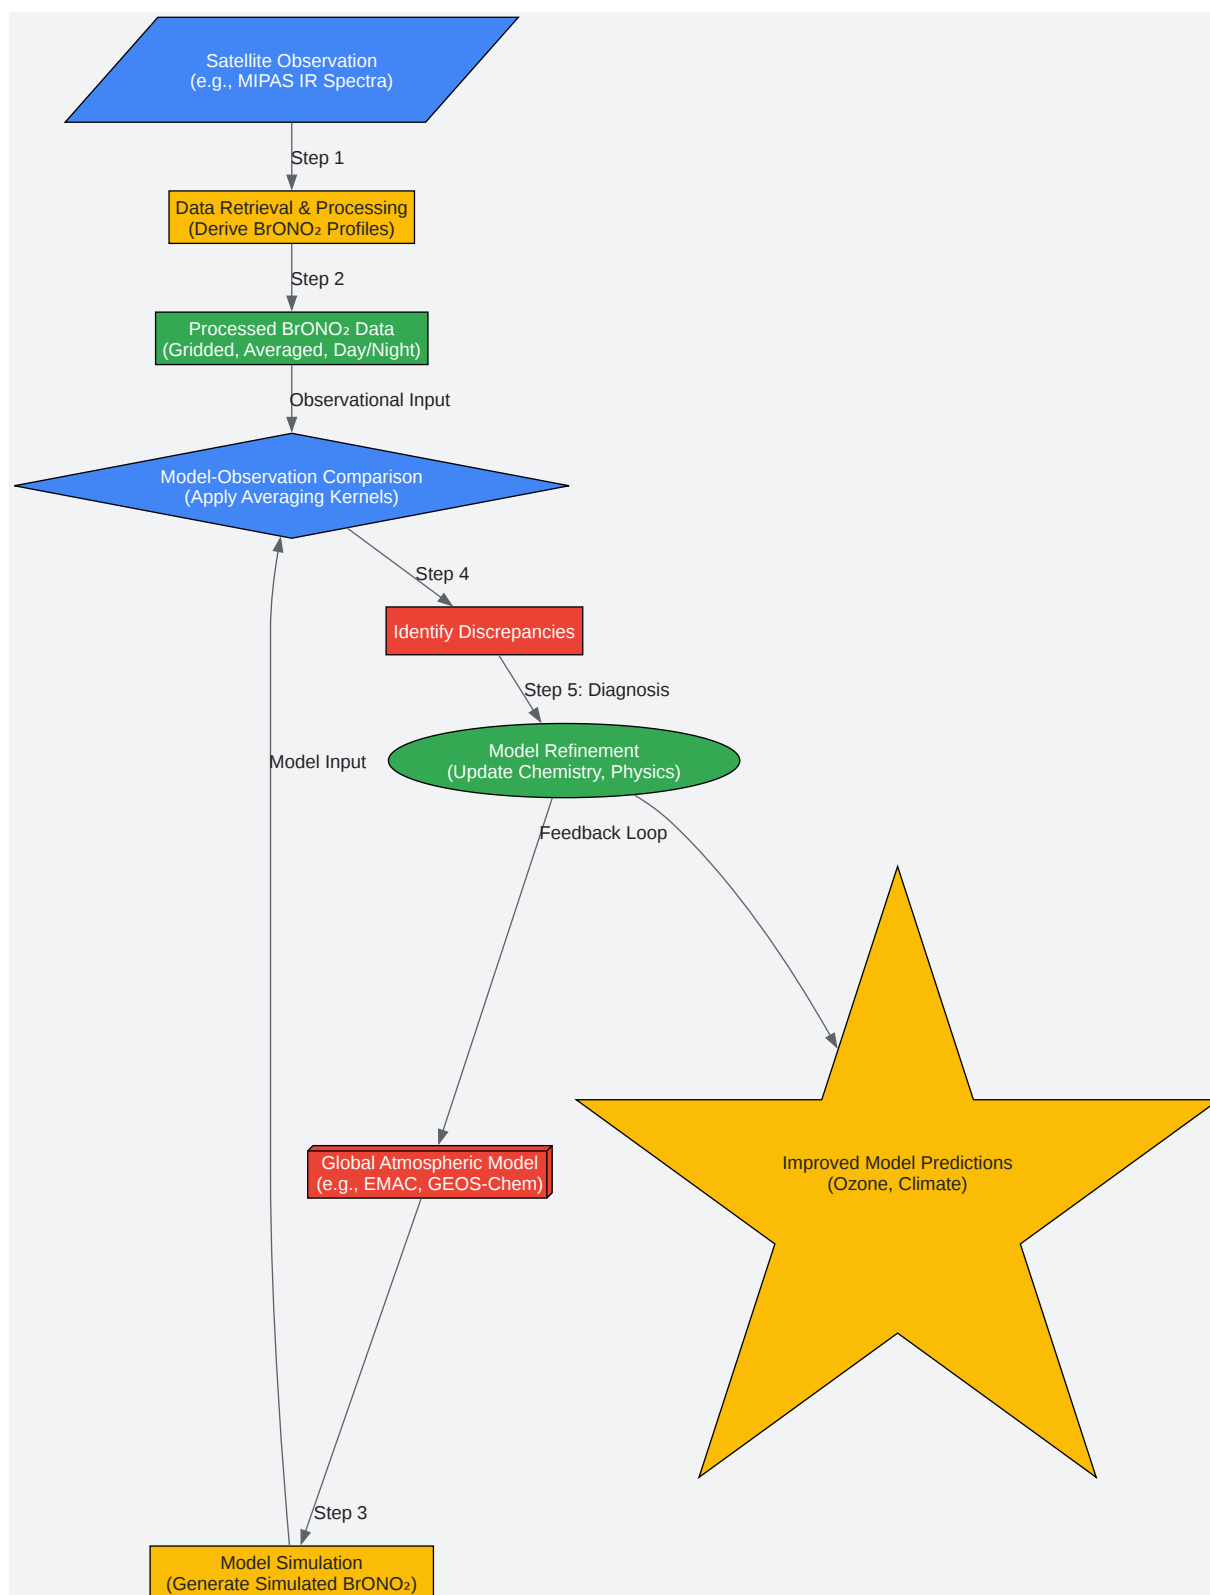 Satellite Observation
(e.g., MIPAS IR Spectra)
Step 1
Data Retrieval & Processing
(Derive BrONO₂ Profiles)
Step 2
Processed BrONO₂ Data
(Gridded, Averaged, Day/Night)
Observational Input
Model-Observation Comparison
(Apply Averaging Kernels)
Step 4
Identify Discrepancies
Step 5: Diagnosis
Model Refinement
(Update Chemistry, Physics)
Model Input
Feedback Loop
Global Atmospheric Model
(e.g., EMAC, GEOS-Chem)
Improved Model Predictions
(Ozone, Climate)
Step 3
Model Simulation
(Generate Simulated BrONO₂)